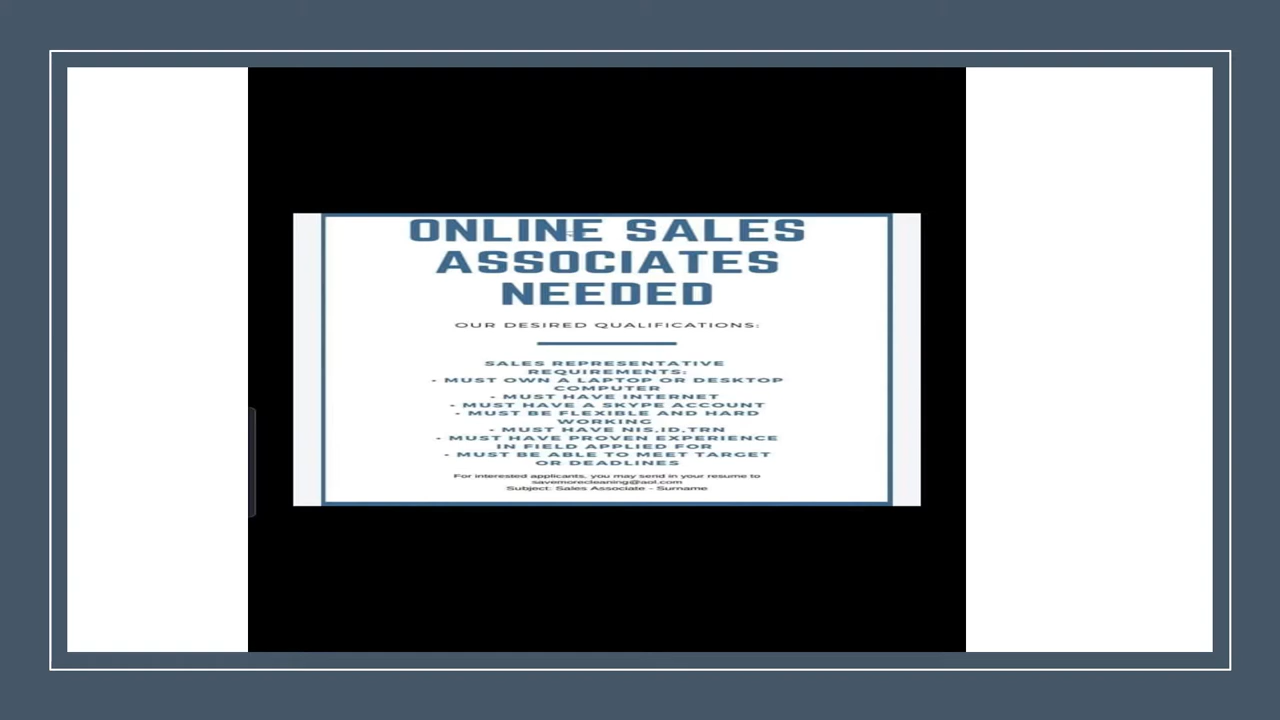 ONLINE SALES
ASSOCIATES
NEEDED
OUR DESIRED QUALIFICATIONS:
SALES REPRESENTATIVE
REQUIREMENTS:
- MUST OWN A LAPTOP OR DESKTOP
COMPUTER
- MUST HAVE INTERNET
- MUST HAVE A SKYPE ACCOUNT
- MUST BE FLEXIBLE AND HARD
WORKING
- MUST HAVE NIS,ID,TRN
- MUST HAVE PROVEN EXPERIENCE
IN FIELD APPLIED FOR
- MUST BE ABLE TO MEET TARGET
OR DEADLINES
For interested applicants, you may send in your resume to
savemorecleaning@aol.com
Subject: Sales Associate - Surname